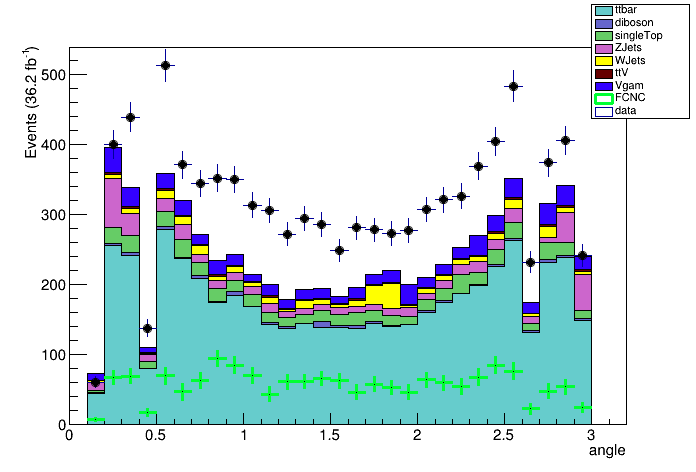 ttbar
diboson
singleTop
ZJets
WJets
ttV
Vgam
FCNC
data
Events (36.2 fb⁻¹)
500
400
300
200
100
0
0 0.5 1 1.5 2 2.5 3
angle